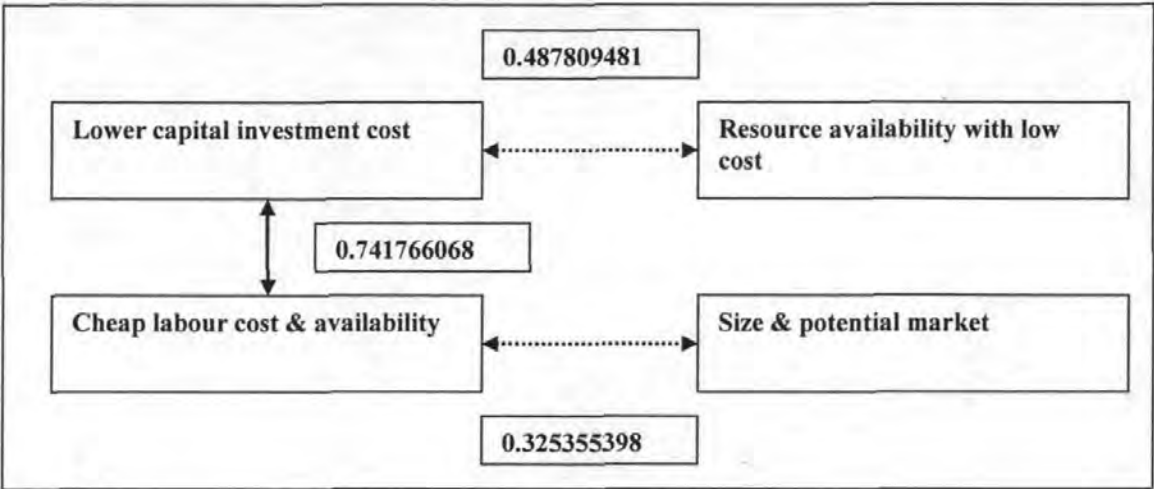 0.487809481
Lower capital investment cost
Resource availability with low
cost
0.741766068
Cheap labour cost & availability
Size & potential market
0.325355398